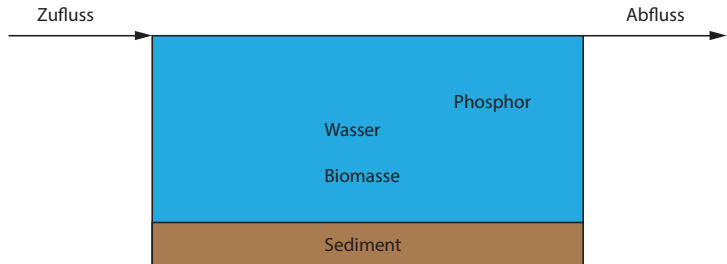 Zufluss
Abfluss
Phosphor
Wasser
Biomasse
Sediment